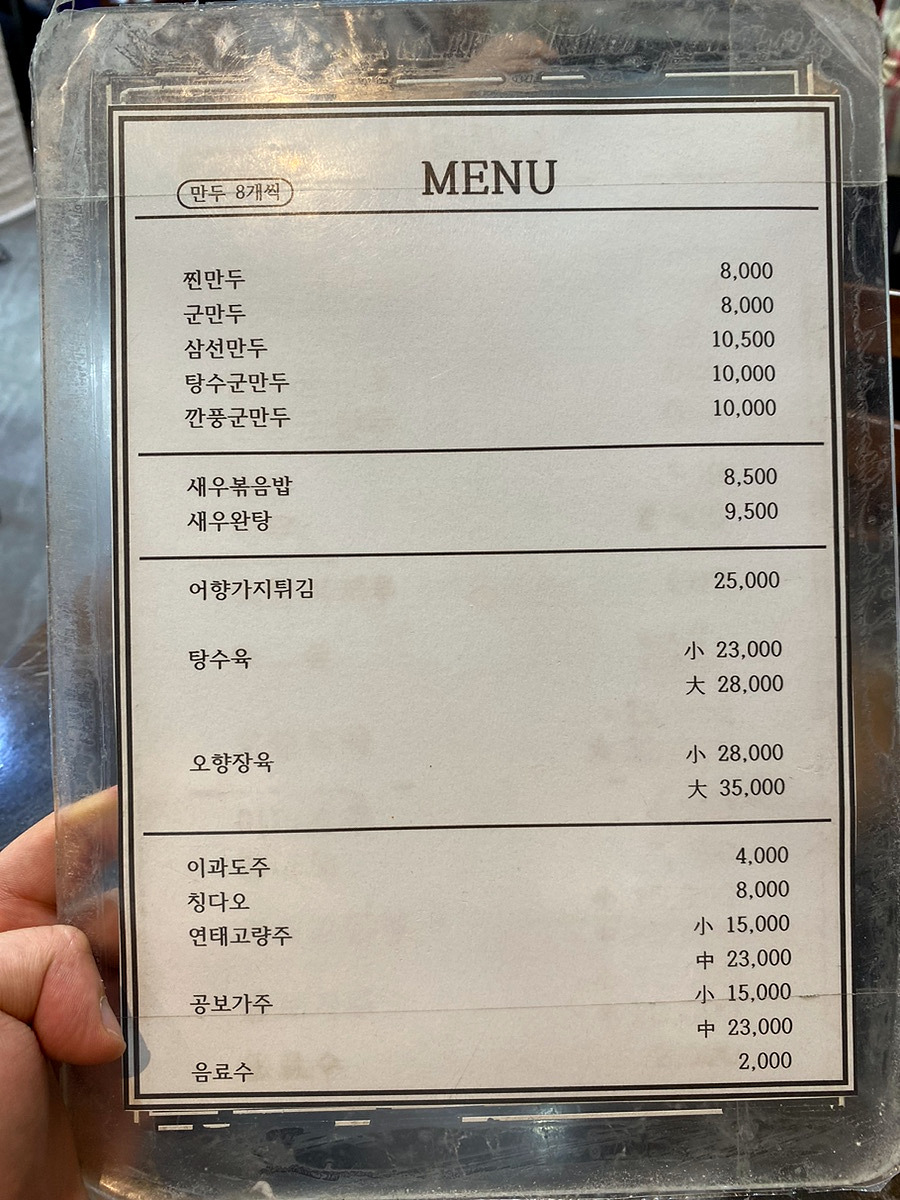 MENU
만두 8개씩
찐만두 8,000
군만두 8,000
삼선만두 10,500
탕수군만두 10,000
깐풍군만두 10,000
새우볶음밥 8,500
새우완탕 9,500
어향가지튀김 25,000
탕수육 小 23,000
大 28,000
오향장육 小 28,000
大 35,000
이과도주 4,000
칭다오 8,000
연태고량주 小 15,000
中 23,000
공보가주 小 15,000
中 23,000
음료수 2,000